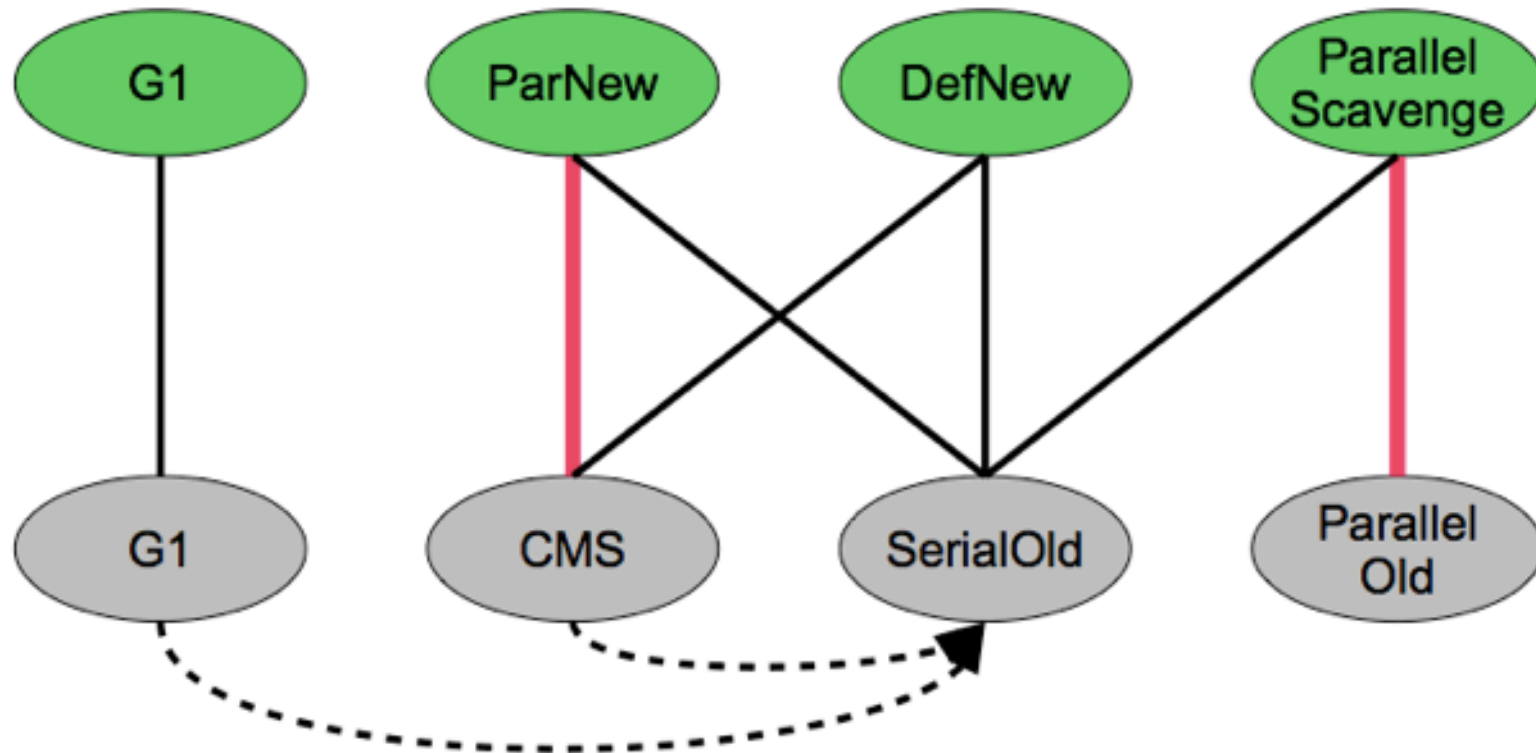 G1
ParNew
DefNew
Parallel
Scavenge
G1
CMS
SerialOld
Parallel
Old